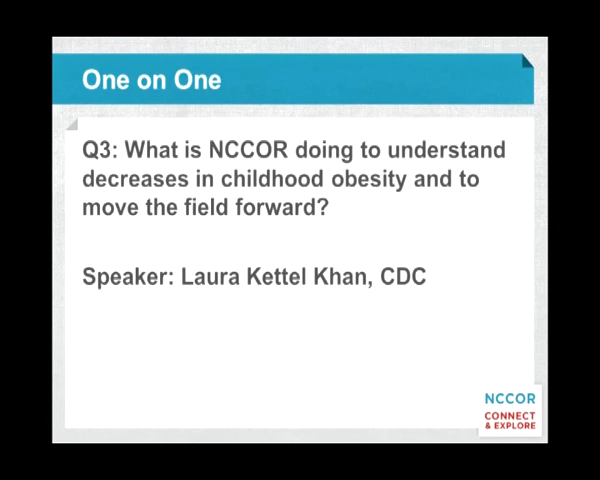 One on One
Q3: What is NCCOR doing to understand
decreases in childhood obesity and to
move the field forward?
Speaker: Laura Kettel Khan, CDC
NCCOR
CONNECT
& EXPLORE